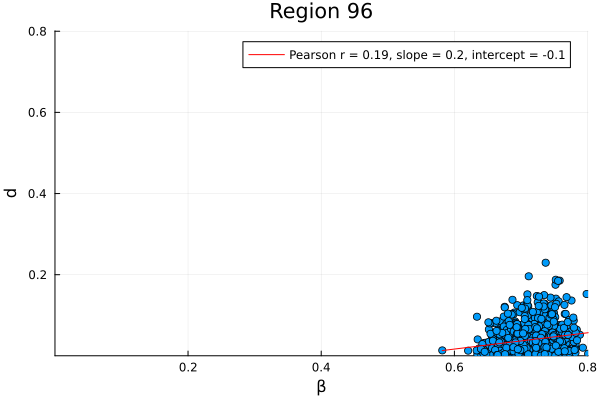 Region 96
Pearson r = 0.19, slope = 0.2, intercept = -0.1
0.8
0.6
0.4
0.2
d
0.2 0.4 0.6 0.8
β